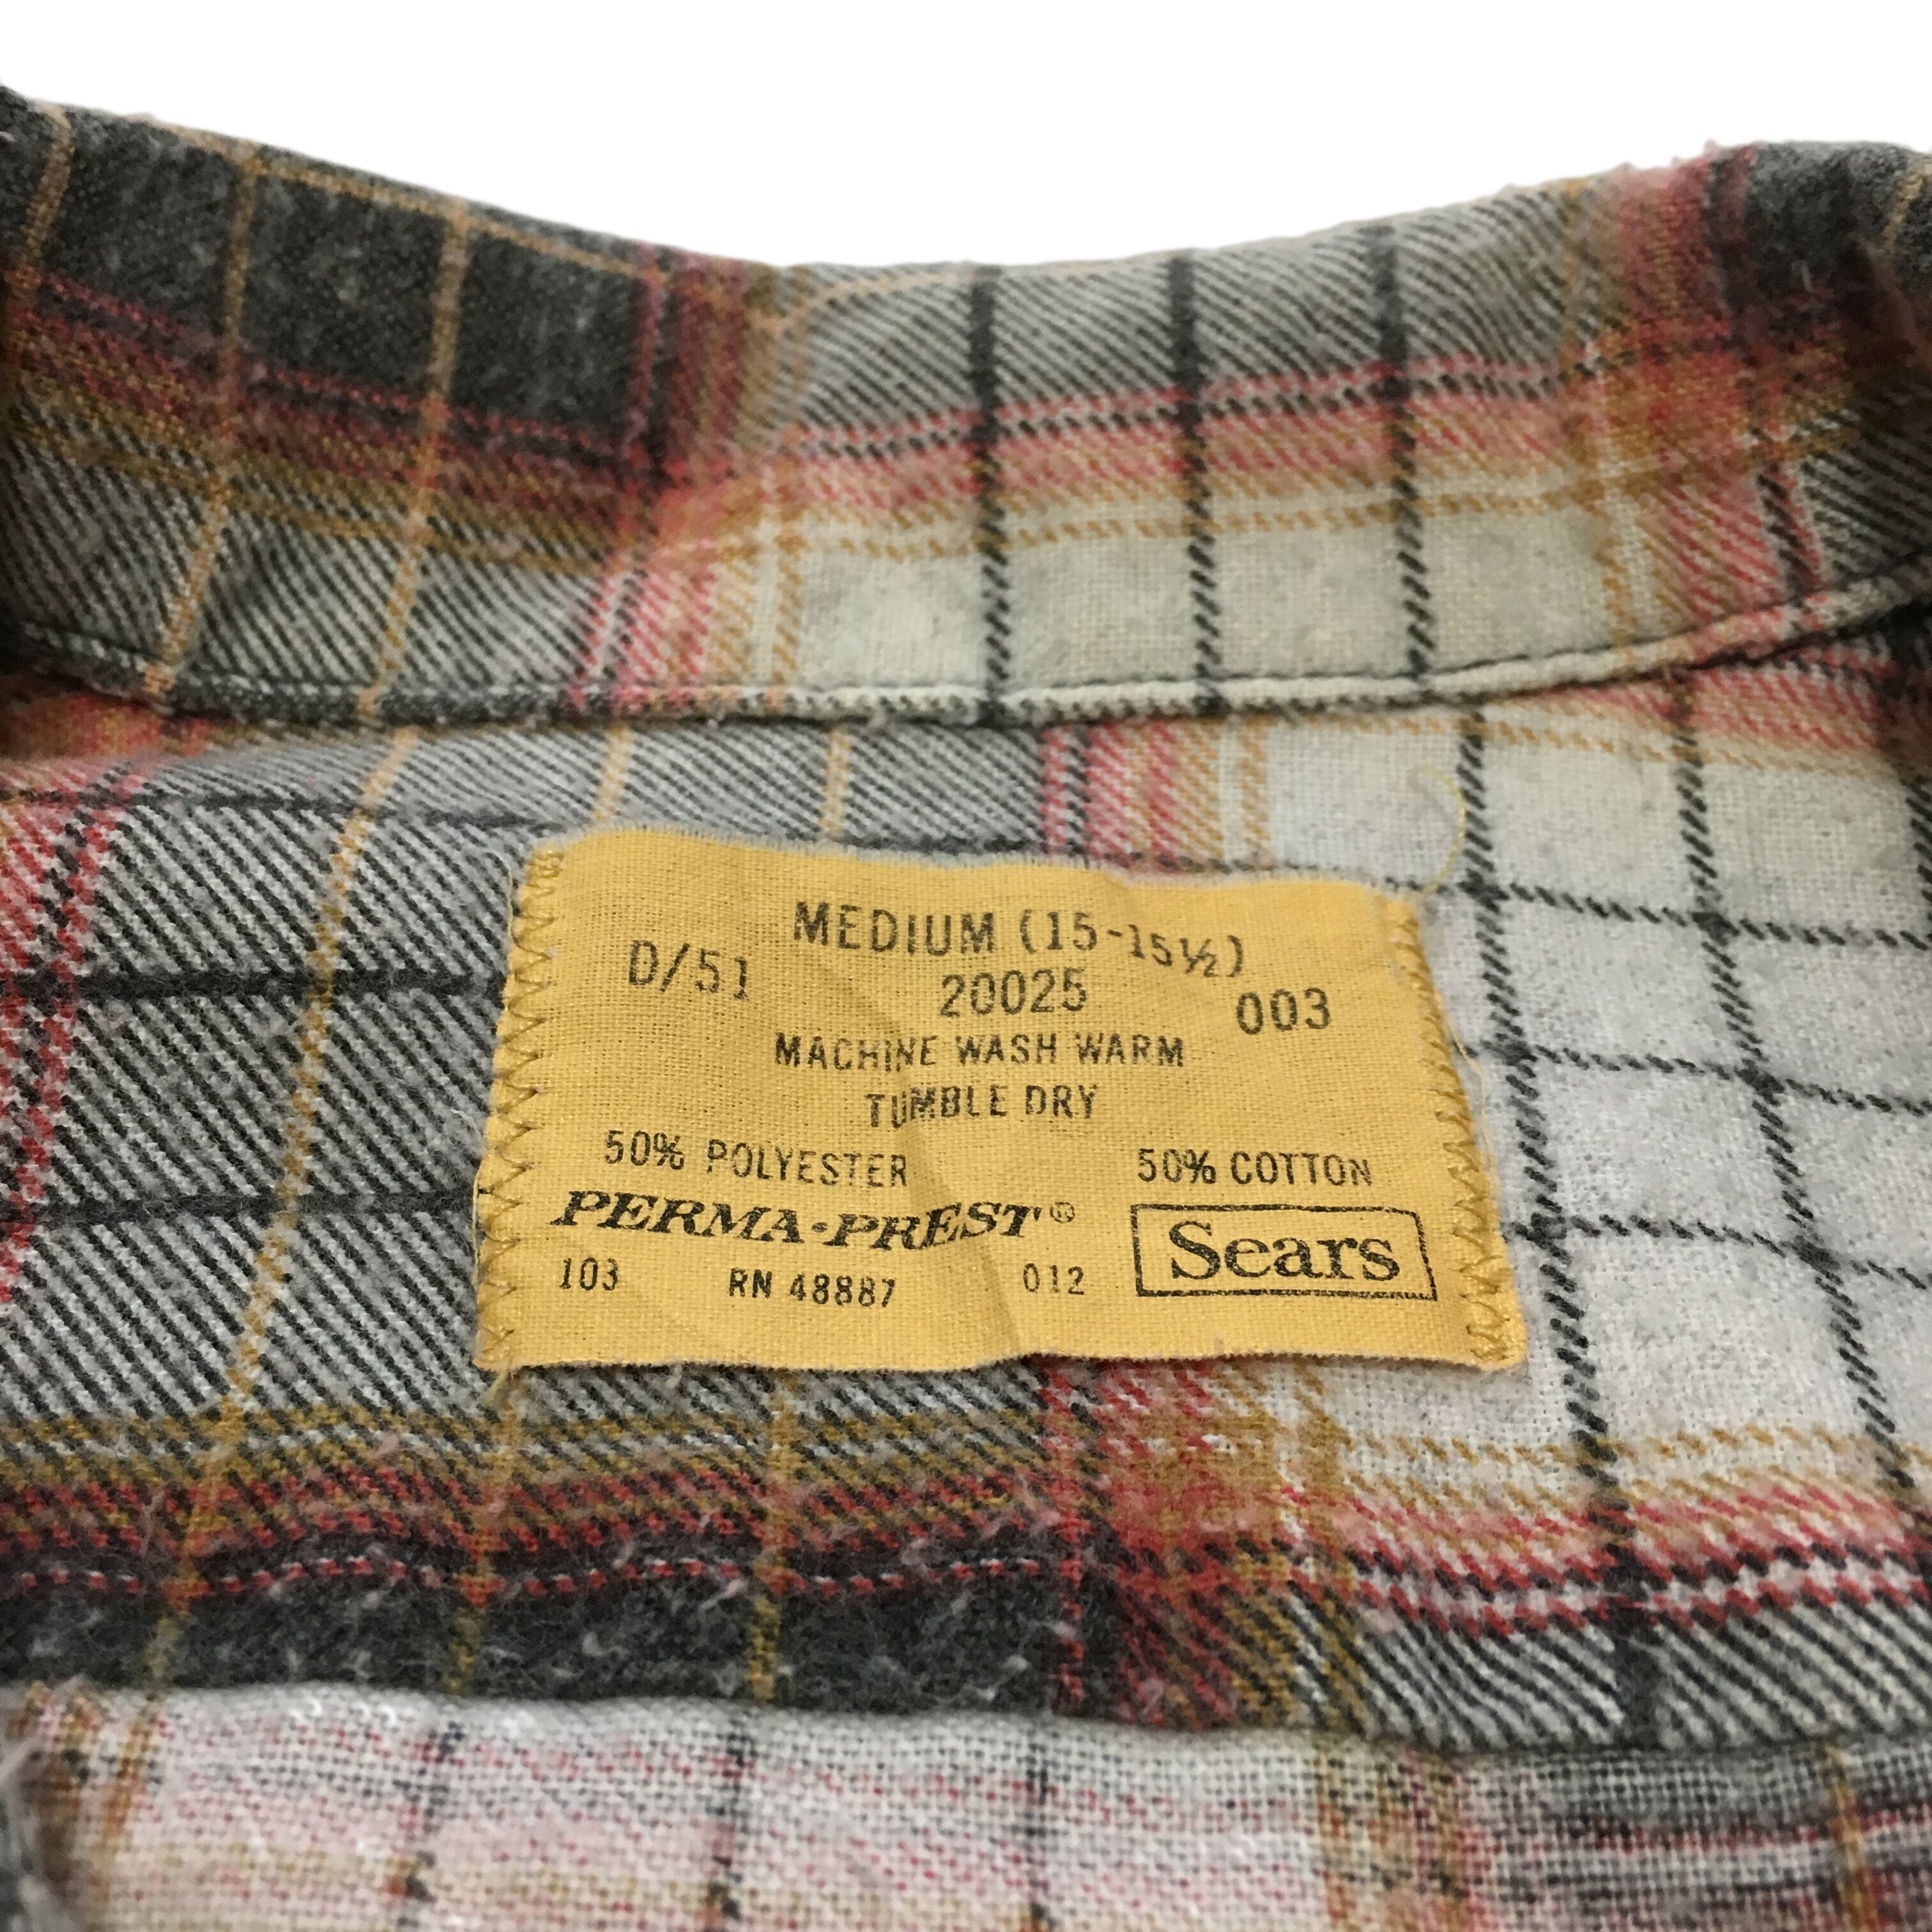 MEDIUM (15-15½)
D/51 20025 003
MACHINE WASH WARM
TUMBLE DRY
50% POLYESTER 50% COTTON
PERMA-PREST® Sears
103 RN 48887 012